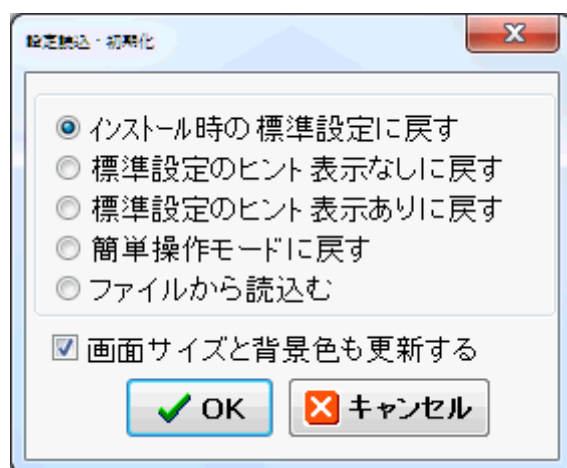 設定読込・初期化
インストール時の標準設定に戻す
標準設定のヒント表示なしに戻す
標準設定のヒント表示ありに戻す
簡単操作モードに戻す
ファイルから読込む
画面サイズと背景色も更新する
OK
キャンセル